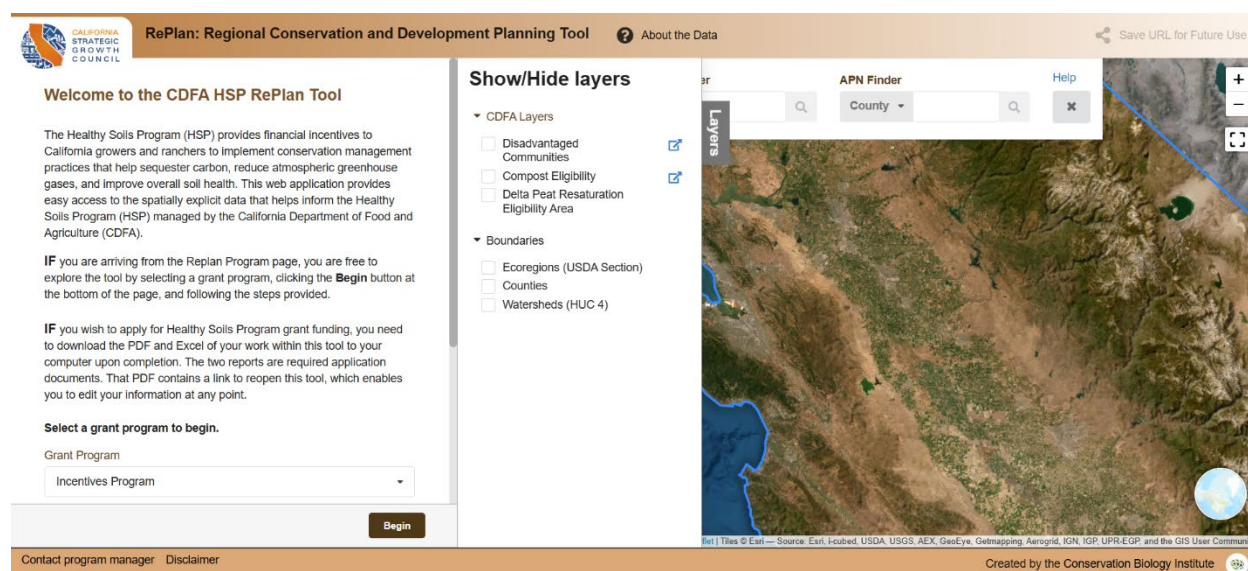 CALIFORNIA
STRATEGIC
GROWTH
COUNCIL
RePlan: Regional Conservation and Development Planning Tool
? About the Data
Save URL for Future Use
Welcome to the CDFA HSP RePlan Tool
The Healthy Soils Program (HSP) provides financial incentives to
California growers and ranchers to implement conservation management
practices that help sequester carbon, reduce atmospheric greenhouse
gases, and improve overall soil health. This web application provides
easy access to the spatially explicit data that helps inform the Healthy
Soils Program (HSP) managed by the California Department of Food and
Agriculture (CDFA).
IF you are arriving from the Replan Program page, you are free to
explore the tool by selecting a grant program, clicking the Begin button at
the bottom of the page, and following the steps provided.
IF you wish to apply for Healthy Soils Program grant funding, you need
to download the PDF and Excel of your work within this tool to your
computer upon completion. The two reports are required application
documents. That PDF contains a link to reopen this tool, which enables
you to edit your information at any point.
Select a grant program to begin.
Grant Program
Incentives Program
Begin
Show/Hide layers
CDFA Layers
Disadvantaged
Communities
Compost Eligibility
Delta Peat Resaturation
Eligibility Area
Boundaries
Ecoregions (USDA Section)
Counties
Watersheds (HUC 4)
Layers
er
APN Finder
County
Help
+
−
flet | Tiles © Esri — Source: Esri, i-cubed, USDA, USGS, AEX, GeoEye, Getmapping, Aerogrid, IGN, IGP, UPR-EGP, and the GIS User Communi
Contact program manager Disclaimer
Created by the Conservation Biology Institute